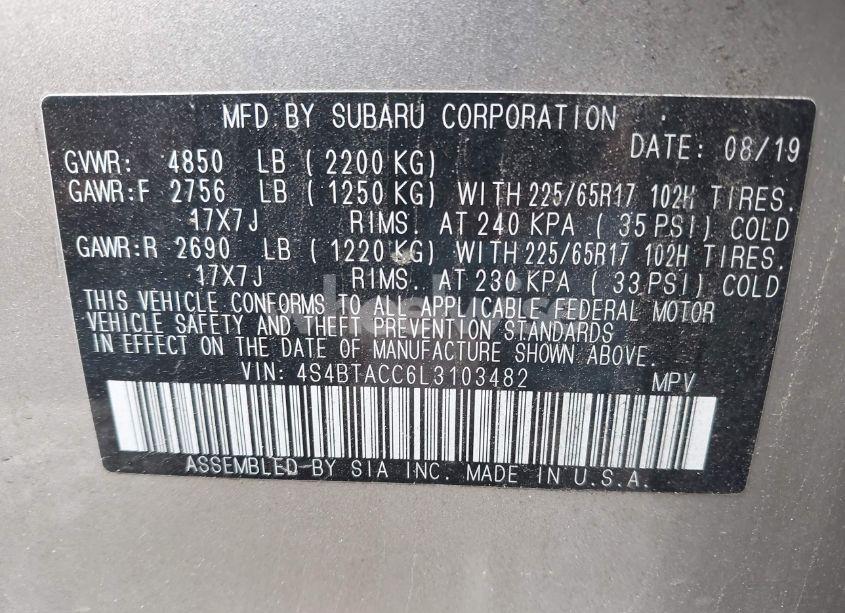 MFD BY SUBARU CORPORATION
DATE: 08/19
GVWR: 4850 LB ( 2200 KG)
GAWR:F 2756 LB ( 1250 KG) WITH 225/65R17 102H TIRES.
17X7J RIMS. AT 240 KPA ( 35 PSI) COLD
GAWR:R 2690 LB ( 1220 KG) WITH 225/65R17 102H TIRES.
17X7J RIMS. AT 230 KPA ( 33 PSI) COLD
THIS VEHICLE CONFORMS TO ALL APPLICABLE FEDERAL MOTOR
VEHICLE SAFETY AND THEFT PREVENTION STANDARDS
IN EFFECT ON THE DATE OF MANUFACTURE SHOWN ABOVE.
VIN: 4S4BTACC6L3103482 MPV
ASSEMBLED BY SIA INC. MADE IN U.S.A.